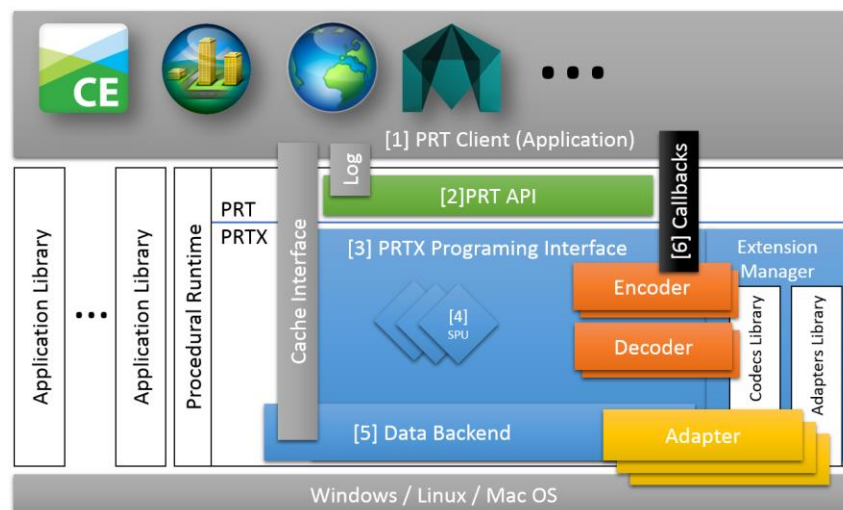 CE
[1] PRT Client (Application)
Application Library
...
Application Library
Procedural Runtime
PRT
PRTX
Cache Interface
Log
[2]PRT API
[6] Callbacks
[3] PRTX Programing Interface
Extension
Manager
Encoder
[4]
SPU
Decoder
Codecs Library
Adapters Library
[5] Data Backend
Adapter
Windows / Linux / Mac OS